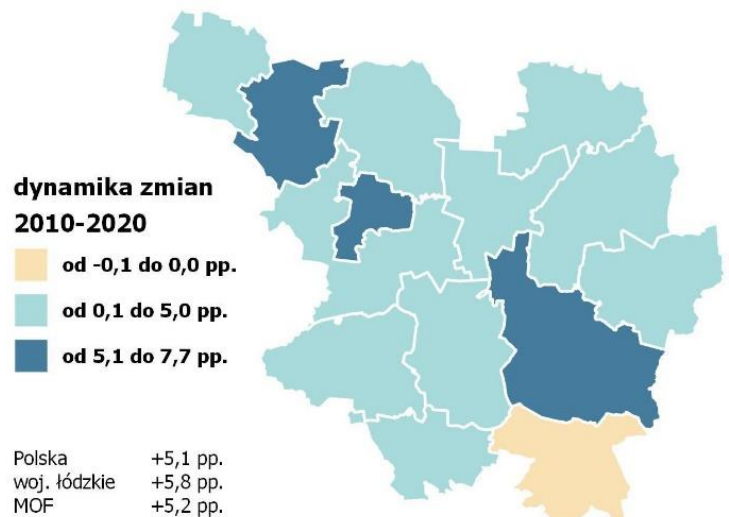 dynamika zmian
2010-2020
od -0,1 do 0,0 pp.
od 0,1 do 5,0 pp.
od 5,1 do 7,7 pp.
Polska +5,1 pp.
woj. łódzkie +5,8 pp.
MOF +5,2 pp.